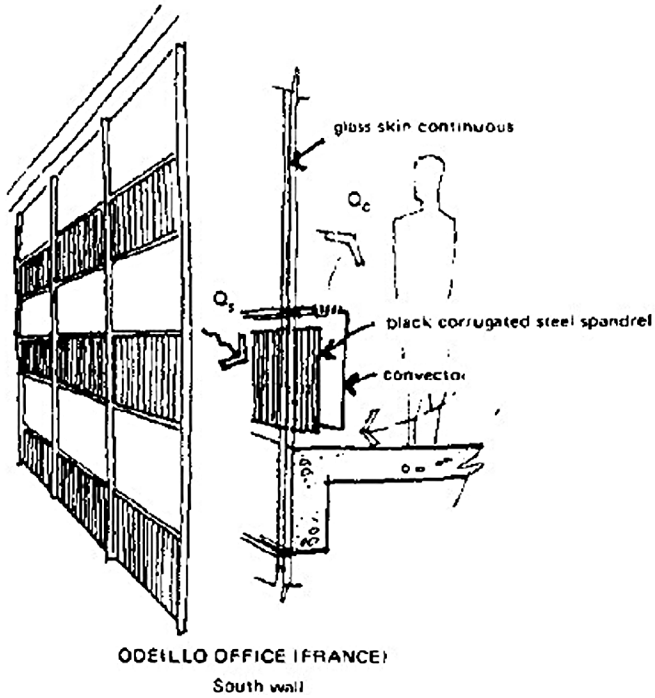 glass skin continuous
Qc
Qs
black corrugated steel spandrel
convector
ODEILLO OFFICE (FRANCE)
South wall